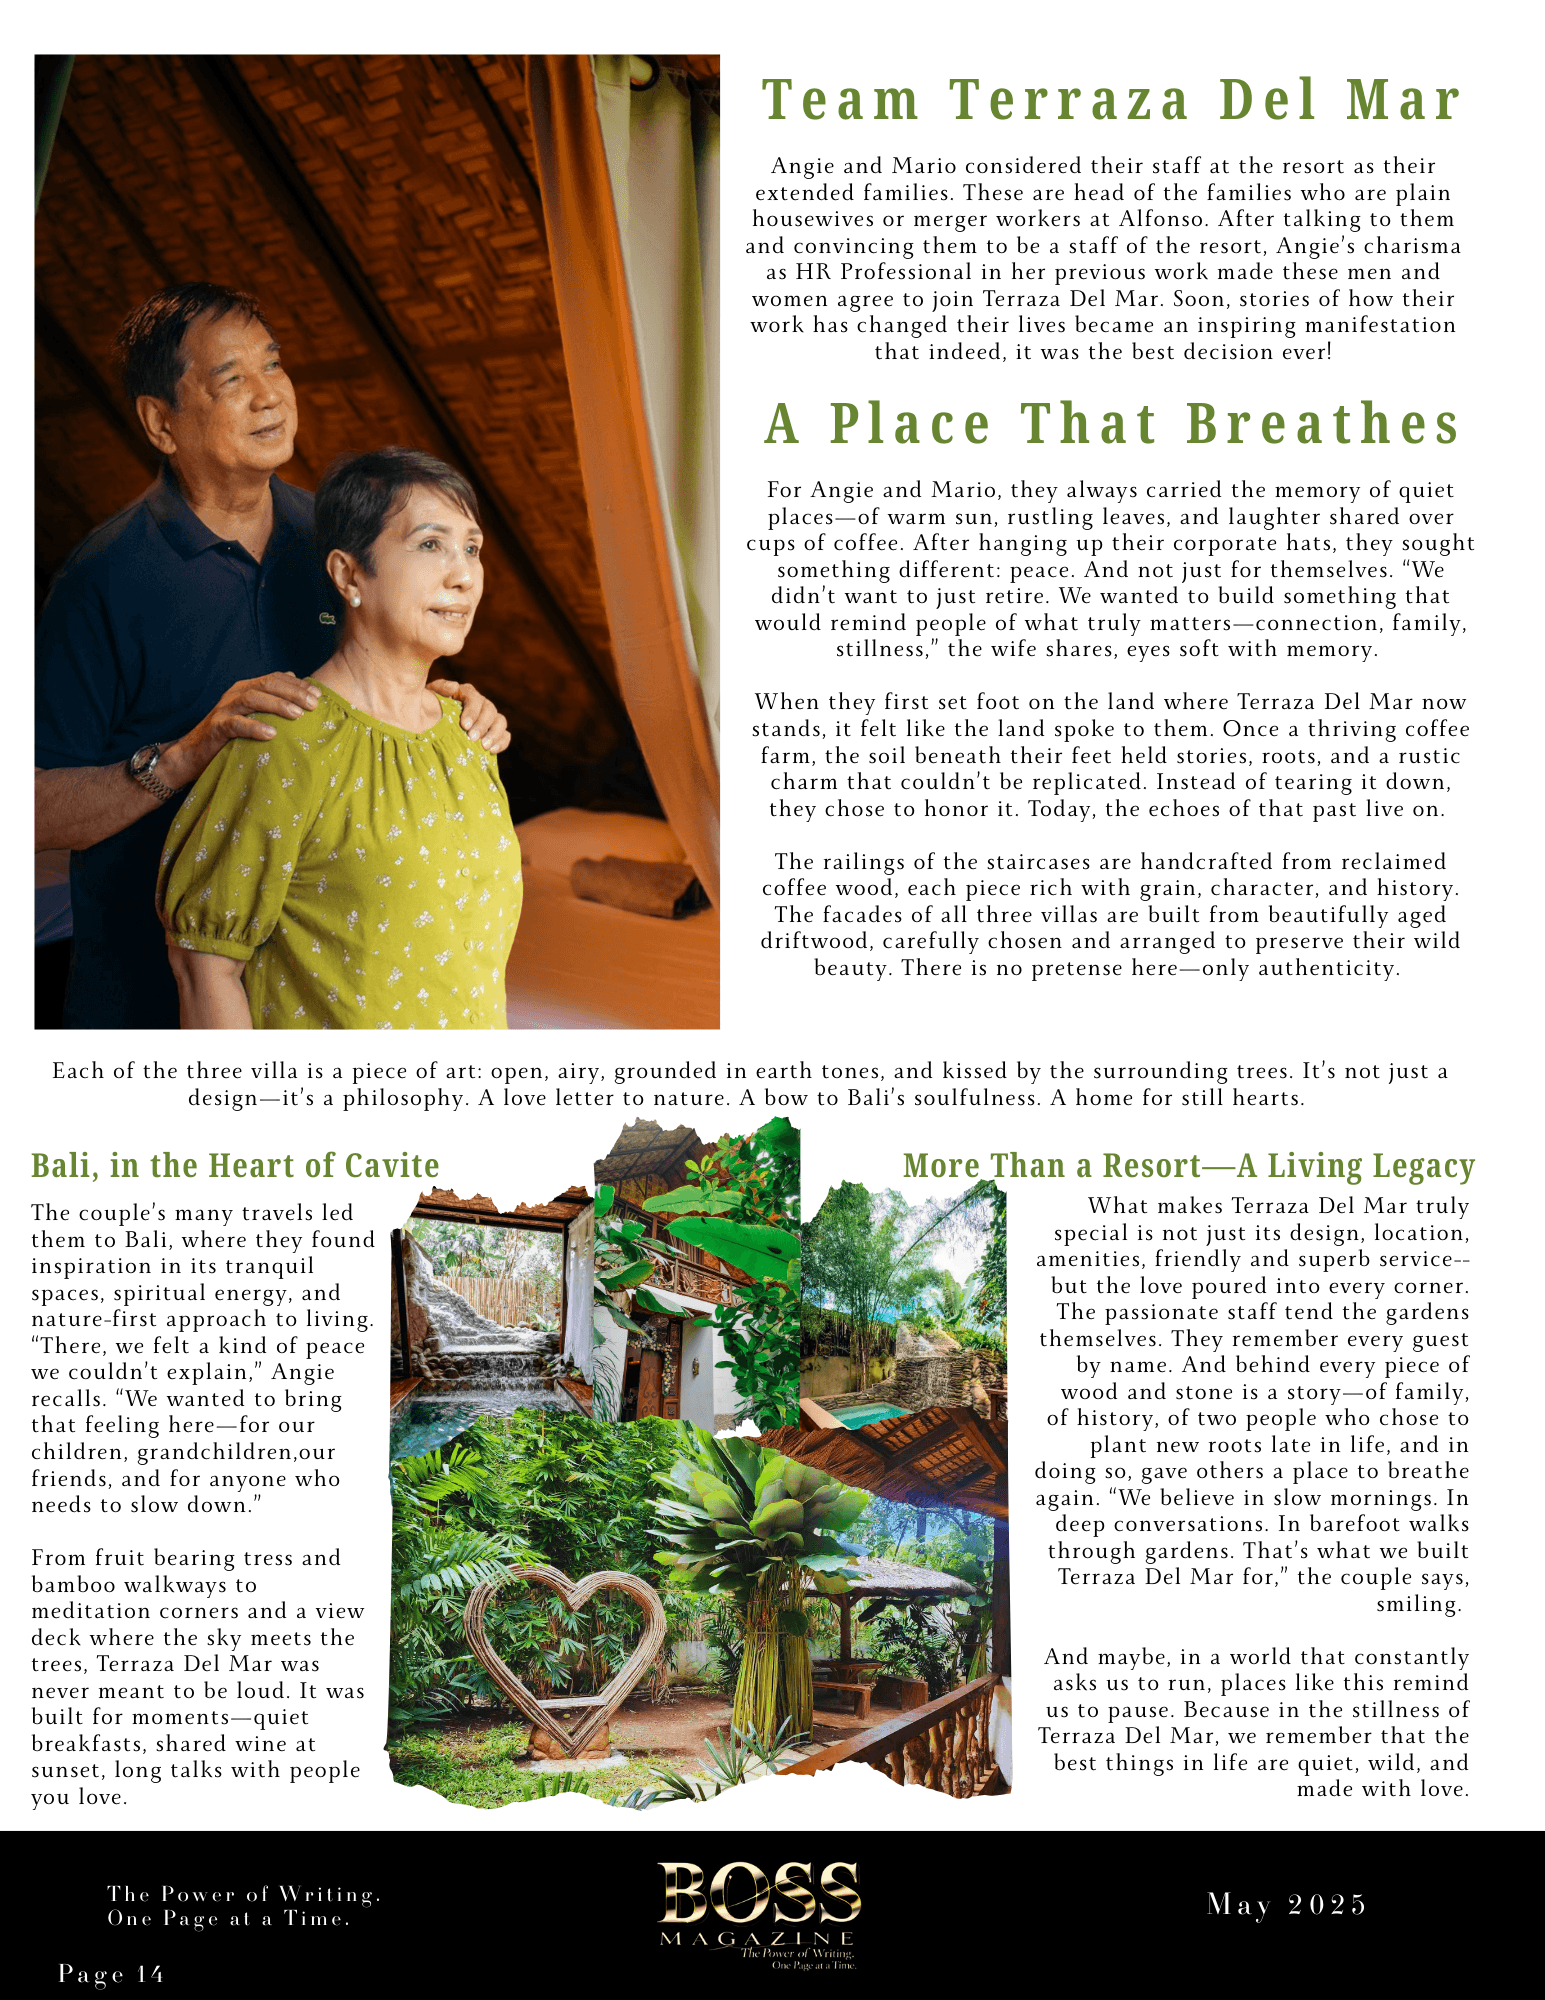 Team Terraza Del Mar
Angie and Mario considered their staff at the resort as their
extended families. These are head of the families who are plain
housewives or merger workers at Alfonso. After talking to them
and convincing them to be a staff of the resort, Angie's charisma
as HR Professional in her previous work made these men and
women agree to join Terraza Del Mar. Soon, stories of how their
work has changed their lives became an inspiring manifestation
that indeed, it was the best decision ever!
A Place That Breathes
For Angie and Mario, they always carried the memory of quiet
places—of warm sun, rustling leaves, and laughter shared over
cups of coffee. After hanging up their corporate hats, they sought
something different: peace. And not just for themselves. “We
didn't want to just retire. We wanted to build something that
would remind people of what truly matters—connection, family,
stillness,” the wife shares, eyes soft with memory.
When they first set foot on the land where Terraza Del Mar now
stands, it felt like the land spoke to them. Once a thriving coffee
farm, the soil beneath their feet held stories, roots, and a rustic
charm that couldn't be replicated. Instead of tearing it down,
they chose to honor it. Today, the echoes of that past live on.
The railings of the staircases are handcrafted from reclaimed
coffee wood, each piece rich with grain, character, and history.
The facades of all three villas are built from beautifully aged
driftwood, carefully chosen and arranged to preserve their wild
beauty. There is no pretense here—only authenticity.
Each of the three villa is a piece of art: open, airy, grounded in earth tones, and kissed by the surrounding trees. It's not just a
design—it's a philosophy. A love letter to nature. A bow to Bali's soulfulness. A home for still hearts.
Bali, in the Heart of Cavite
The couple's many travels led
them to Bali, where they found
inspiration in its tranquil
spaces, spiritual energy, and
nature-first approach to living.
“There, we felt a kind of peace
we couldn't explain,” Angie
recalls. “We wanted to bring
that feeling here—for our
children, grandchildren,our
friends, and for anyone who
needs to slow down.”
From fruit bearing tress and
bamboo walkways to
meditation corners and a view
deck where the sky meets the
trees, Terraza Del Mar was
never meant to be loud. It was
built for moments—quiet
breakfasts, shared wine at
sunset, long talks with people
you love.
More Than a Resort—A Living Legacy
What makes Terraza Del Mar truly
special is not just its design, location,
amenities, friendly and superb service--
but the love poured into every corner.
The passionate staff tend the gardens
themselves. They remember every guest
by name. And behind every piece of
wood and stone is a story—of family,
of history, of two people who chose to
plant new roots late in life, and in
doing so, gave others a place to breathe
again. “We believe in slow mornings. In
deep conversations. In barefoot walks
through gardens. That's what we built
Terraza Del Mar for,” the couple says,
smiling.
And maybe, in a world that constantly
asks us to run, places like this remind
us to pause. Because in the stillness of
Terraza Del Mar, we remember that the
best things in life are quiet, wild, and
made with love.
The Power of Writing.
One Page at a Time.
Page 14
BOSS
MAGAZINE
The Power of Writing.
One Page at a Time.
May 2025